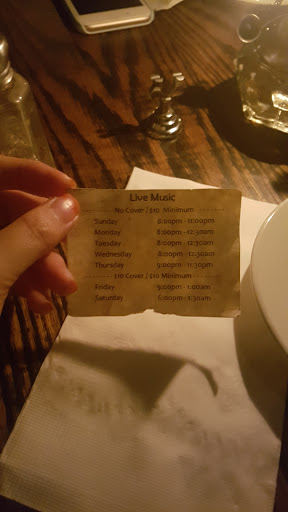 Live Music
No Cover / $10 Minimum
Sunday 6:00pm - 11:00pm
Monday 8:00pm - 12:30am
Tuesday 8:00pm - 12:30am
Wednesday 8:00pm - 12:30am
Thursday 9:00pm - 11:30pm
$10 Cover / $10 Minimum
Friday 9:00pm - 1:00am
Saturday 6:00pm - 1:30am